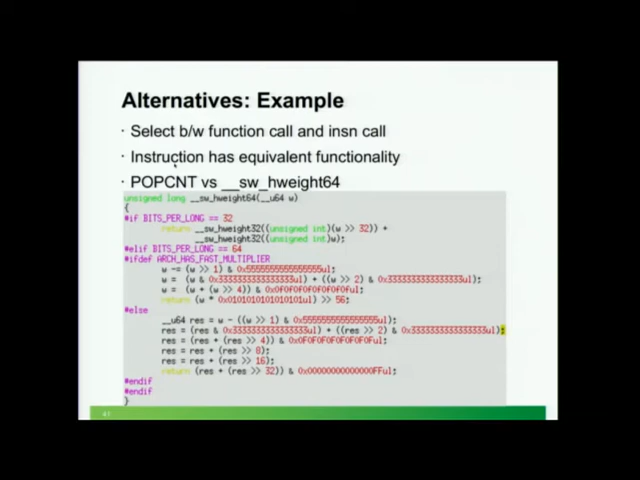 Alternatives: Example
· Select b/w function call and insn call
· Instruction has equivalent functionality
· POPCNT vs __sw_hweight64
unsigned long __sw_hweight64(__u64 w)
{
#if BITS_PER_LONG == 32
return __sw_hweight32((unsigned int)(w >> 32)) +
__sw_hweight32((unsigned int)w);
#elif BITS_PER_LONG == 64
#ifdef ARCH_HAS_FAST_MULTIPLIER
w -= (w >> 1) & 0x5555555555555555ul;
w = (w & 0x3333333333333333ul) + ((w >> 2) & 0x3333333333333333ul);
w = (w + (w >> 4)) & 0x0F0F0F0F0F0F0F0Ful;
return (w * 0x0101010101010101ul) >> 56;
#else
__u64 res = w - ((w >> 1) & 0x5555555555555555ul);
res = (res & 0x3333333333333333ul) + ((res >> 2) & 0x3333333333333333ul);
res = (res + (res >> 4)) & 0x0F0F0F0F0F0F0F0Ful;
res = res + (res >> 8);
res = res + (res >> 16);
return (res + (res >> 32)) & 0x00000000000000FFul;
#endif
#endif
}
41